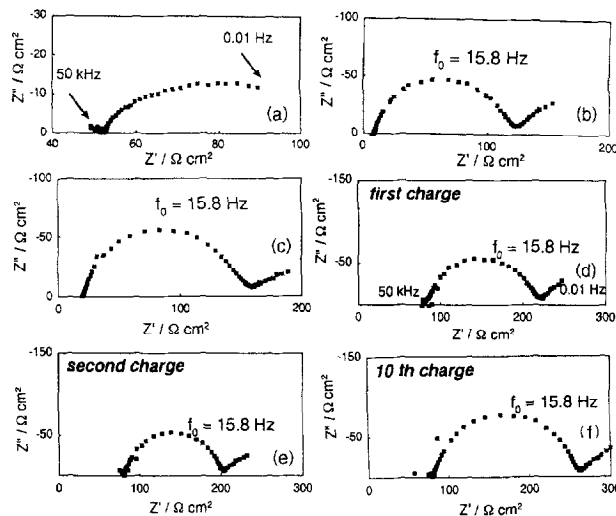 -30
-20
-10
0
Z'' / Ω cm²
50 kHz
0.01 Hz
(a)
40 60 80 100
Z' / Ω cm²
-100
-50
0
Z'' / Ω cm²
f₀ = 15.8 Hz
(b)
0 100 200
Z' / Ω cm²
-100
-50
0
Z'' / Ω cm²
f₀ = 15.8 Hz
(c)
0 100 200
Z' / Ω cm²
-150
-50
0
Z'' / Ω cm²
first charge
f₀ = 15.8 Hz
(d)
50 kHz
0.01 Hz
0 100 200 300
Z' / Ω cm²
-150
-50
Z'' / Ω cm²
second charge
f₀ = 15.8 Hz
(e)
0 100 200 300
Z' / Ω cm²
-150
-50
0
Z'' / Ω cm²
10 th charge
f₀ = 15.8 Hz
(f)
0 100 200 300
Z' / Ω cm²